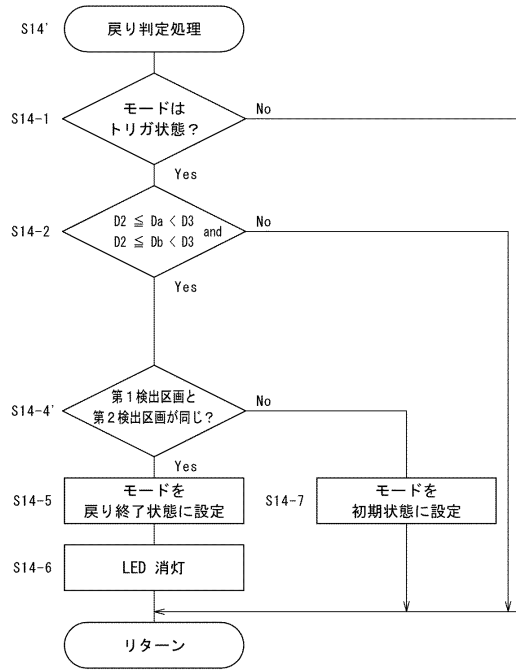 S14'
戻り判定処理
S14-1
モードは
トリガ状態？
No
Yes
S14-2
D2 ≦ Da < D3
D2 ≦ Db < D3
and
No
Yes
S14-4'
第１検出区画と
第２検出区画が同じ？
No
Yes
S14-5
モードを
戻り終了状態に設定
S14-7
モードを
初期状態に設定
S14-6
LED 消灯
リターン